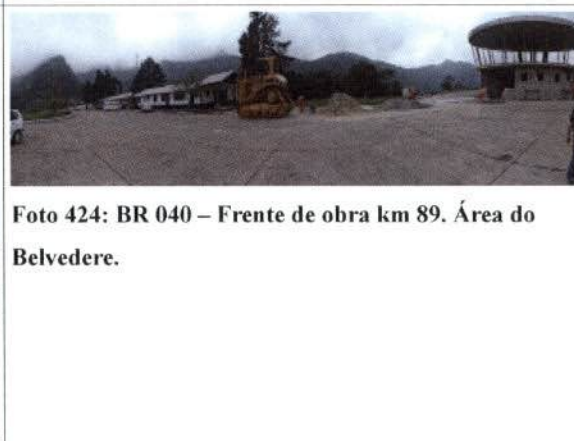 Foto 424: BR 040 – Frente de obra km 89. Área do
Belvedere.